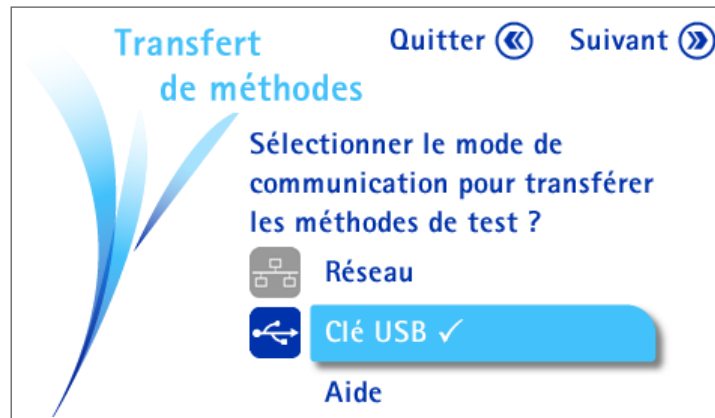 Transfert
de méthodes
Quitter
Suivant
Sélectionner le mode de
communication pour transférer
les méthodes de test ?
Réseau
Clé USB ✓
Aide